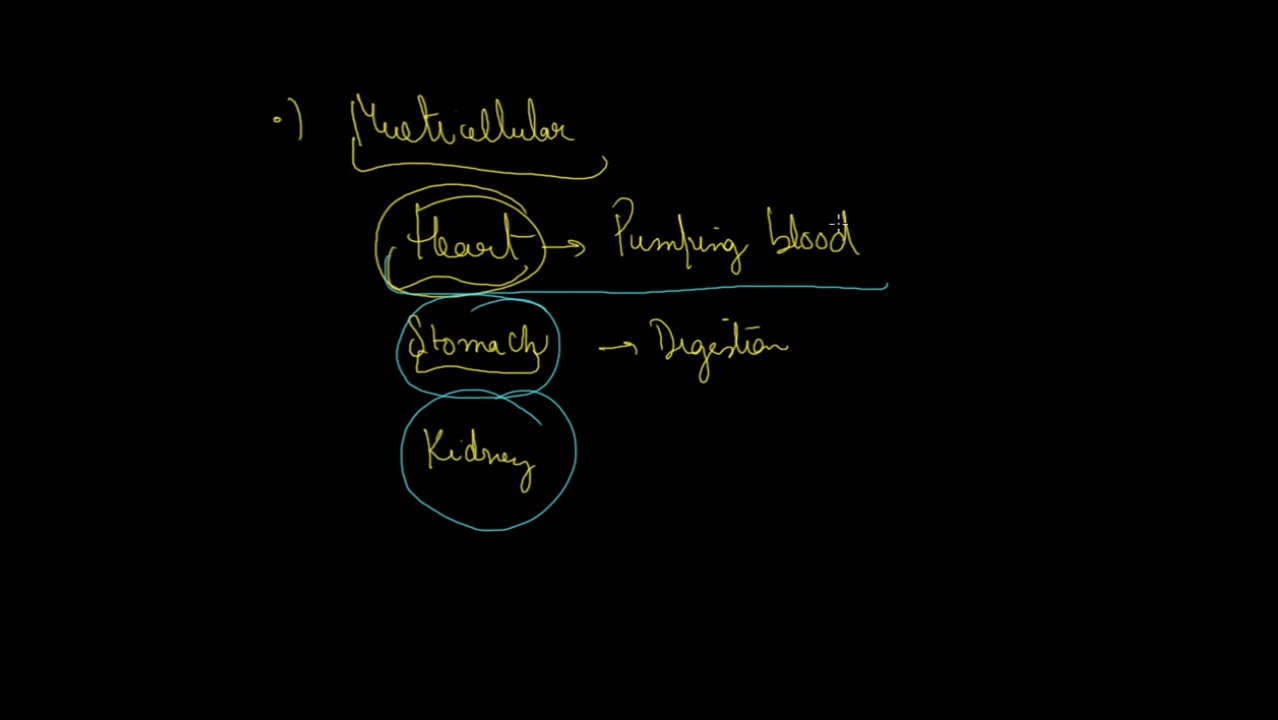 •) Multicellular
Heart → Pumping blood
Stomach → Digestion
Kidney